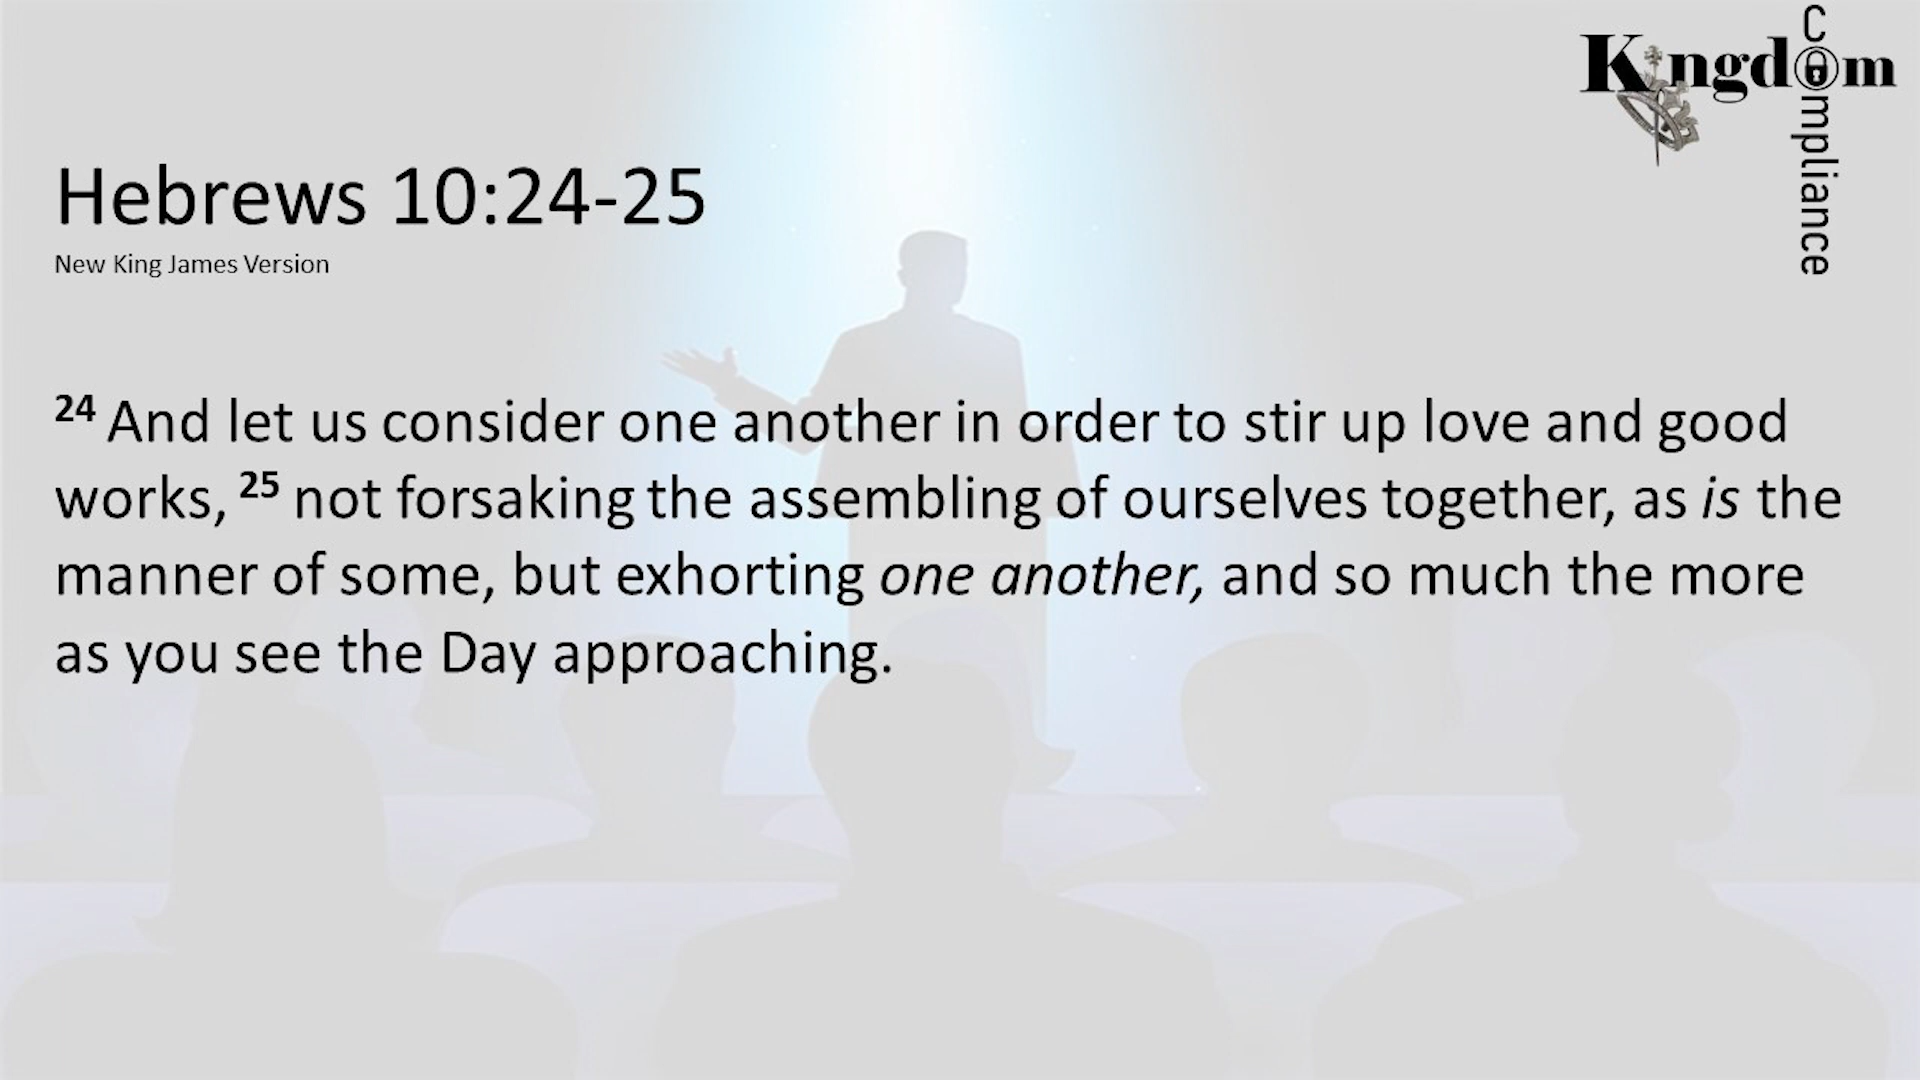 Kingdom
Compliance
Hebrews 10:24-25
New King James Version
24 And let us consider one another in order to stir up love and good
works, 25 not forsaking the assembling of ourselves together, as is the
manner of some, but exhorting one another, and so much the more
as you see the Day approaching.